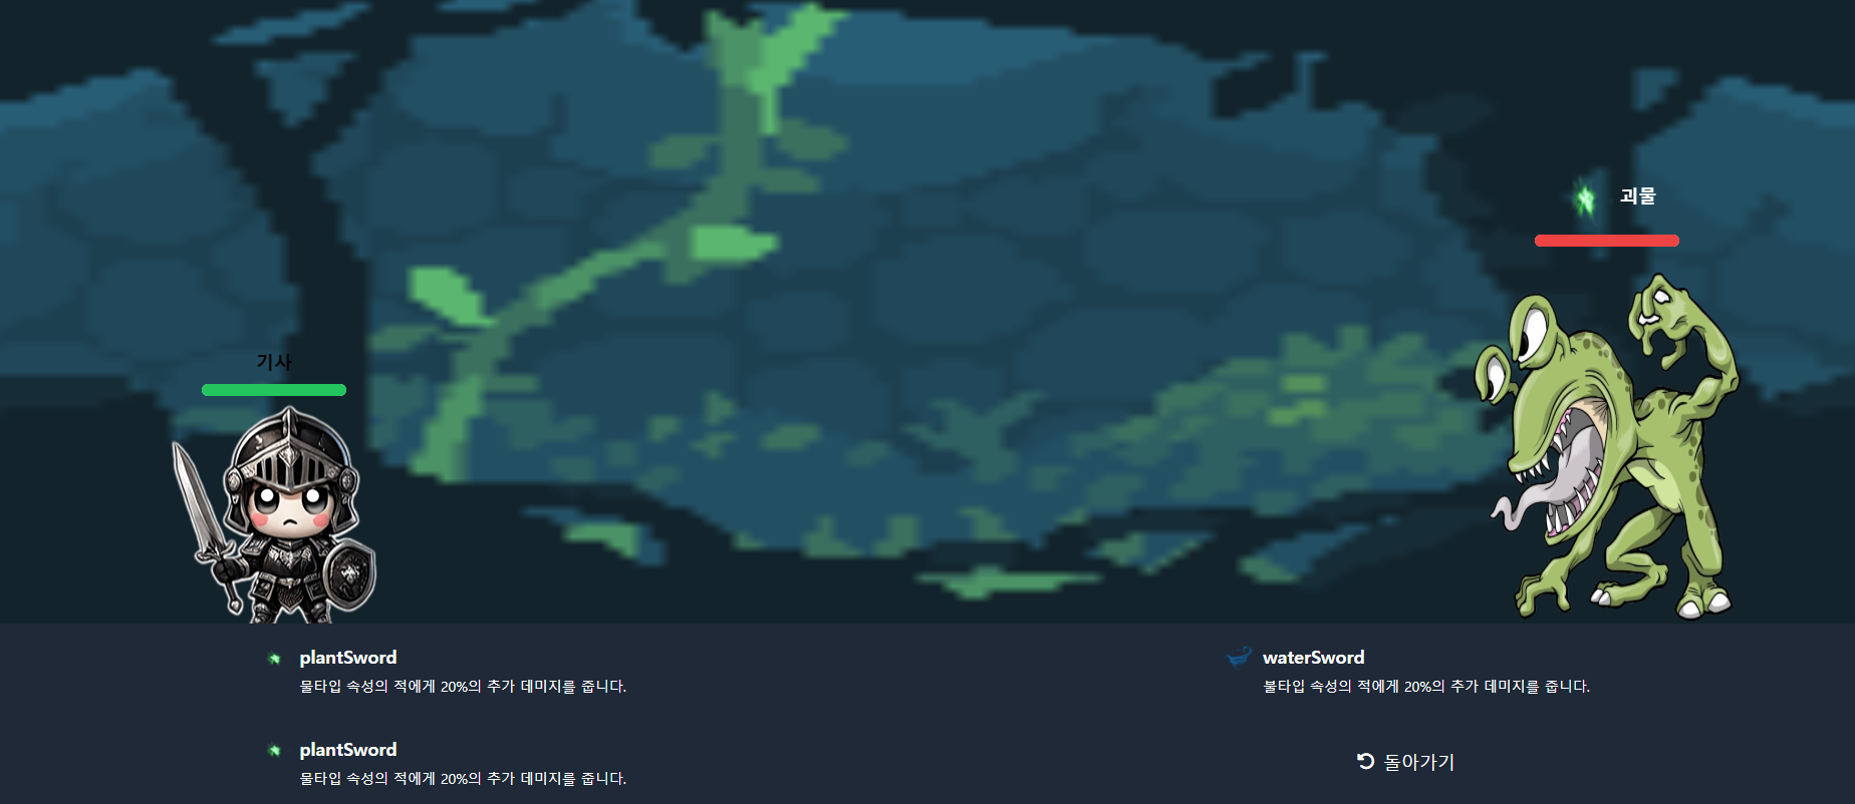 괴물
기사
plantSword
물타입 속성의 적에게 20%의 추가 데미지를 줍니다.
waterSword
불타입 속성의 적에게 20%의 추가 데미지를 줍니다.
plantSword
물타입 속성의 적에게 20%의 추가 데미지를 줍니다.
돌아가기